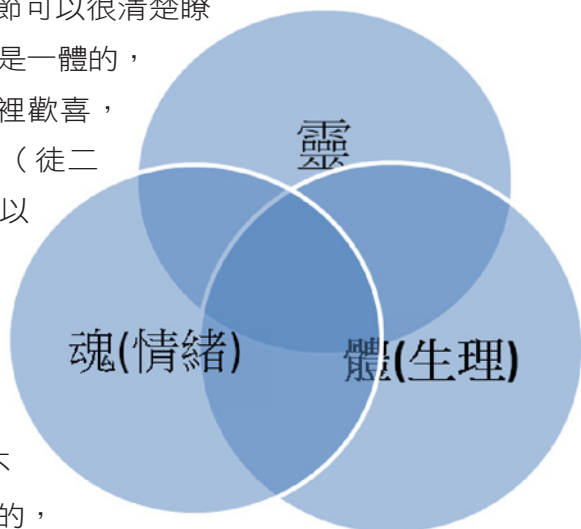 節可以很清楚瞭
是一體的，
裡歡喜，
（徒二
以
靈
魂(情緒)
體(生理)
的，